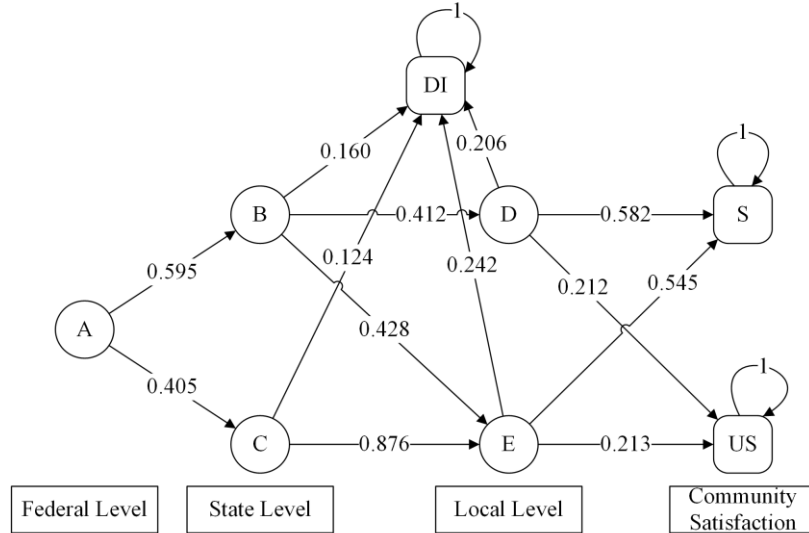 1
DI
1
0.160
0.206
B
0.412
D
0.582
S
0.595
0.124
0.242
0.212
0.545
A
0.428
0.405
1
C
0.876
E
0.213
US
Federal Level
State Level
Local Level
Community
Satisfaction